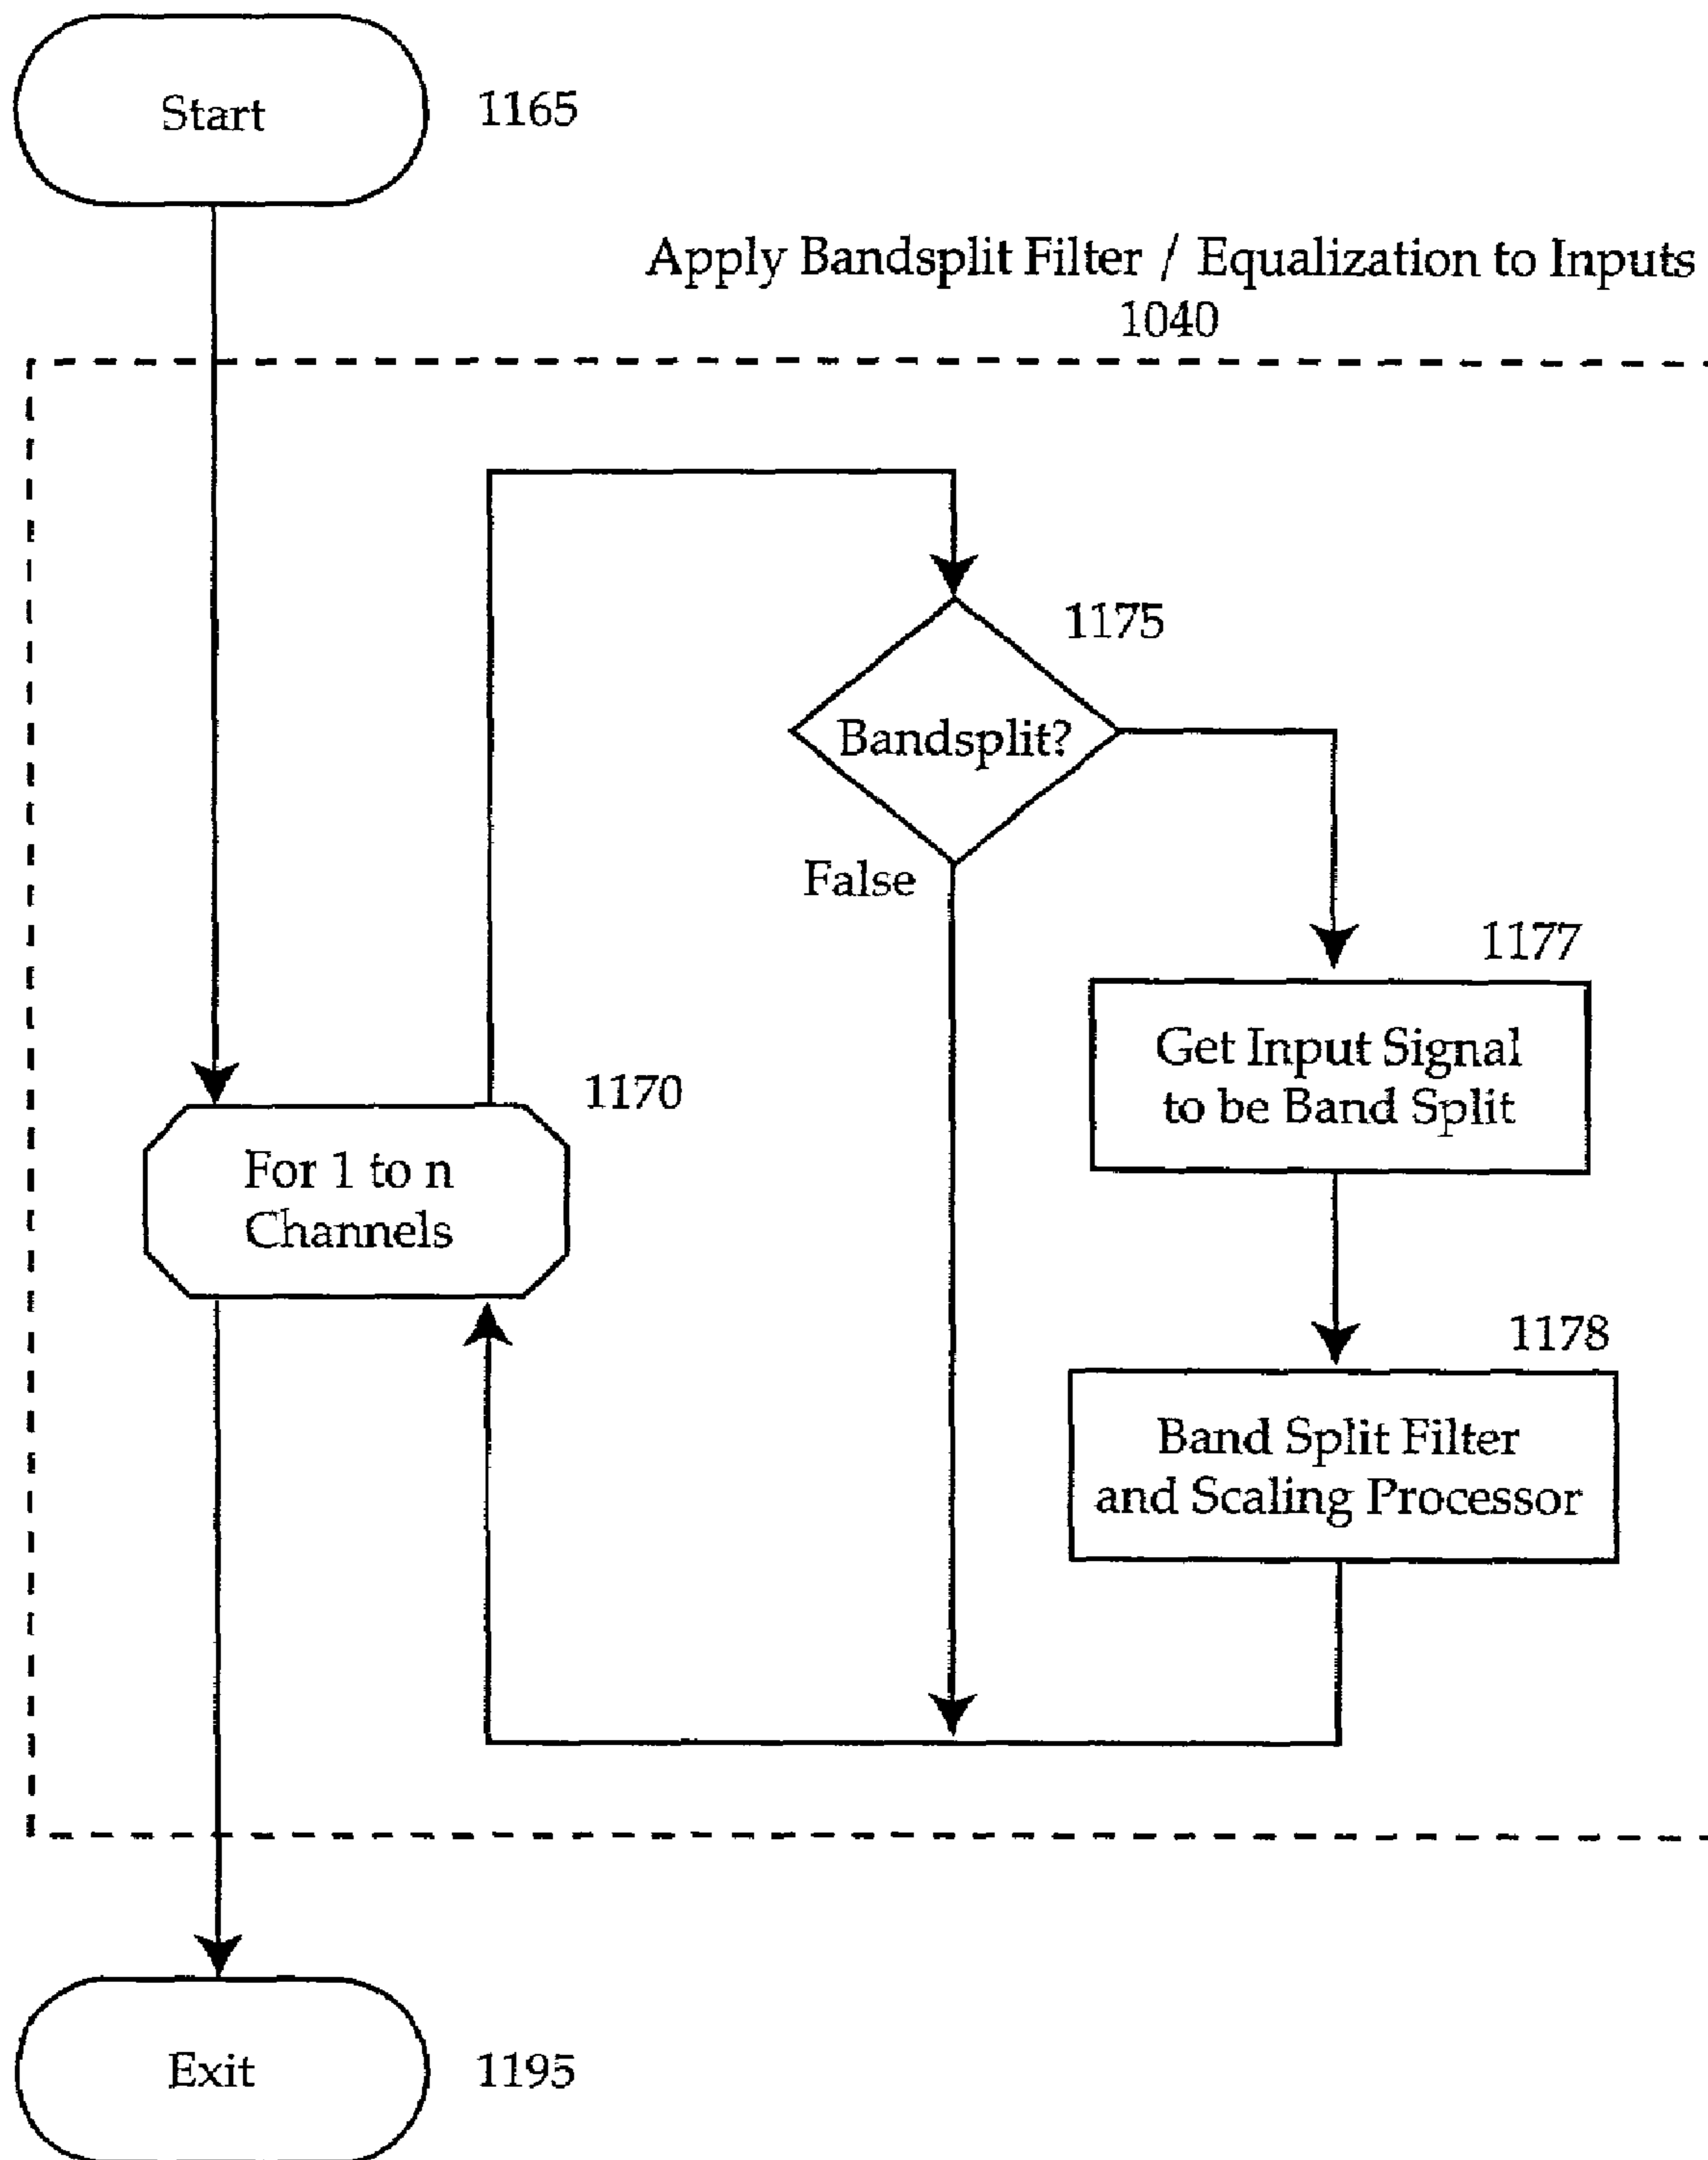 Start
1165
Apply Bandsplit Filter / Equalization to Inputs
1040
1175
Bandsplit?
False
1177
Get Input Signal
to be Band Split
1170
For 1 to n
Channels
1178
Band Split Filter
and Scaling Processor
Exit
1195